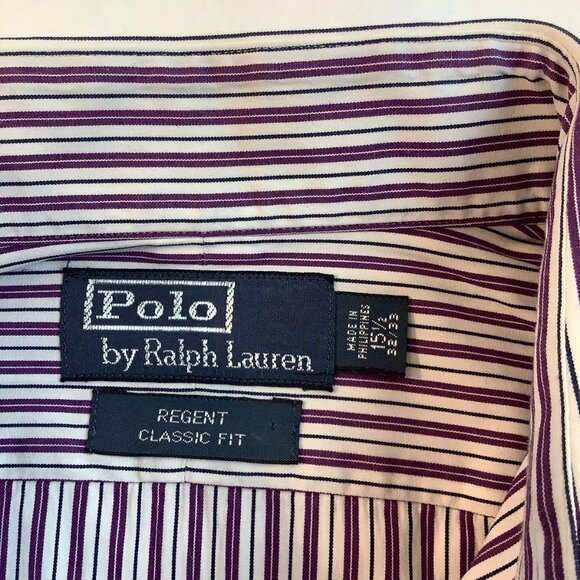 Polo
by Ralph Lauren
MADE IN
PHILIPPINES
15½
32/33
REGENT
CLASSIC FIT